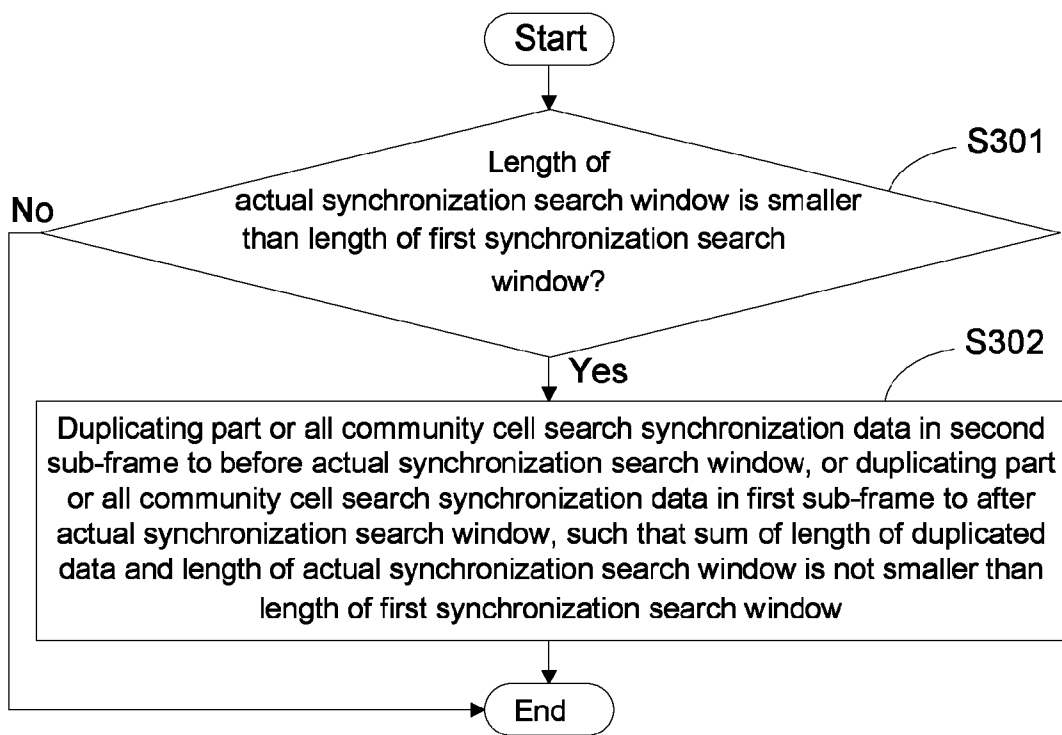 Start
S301
Length of
actual synchronization search window is smaller
than length of first synchronization search
window?
No
Yes
S302
Duplicating part or all community cell search synchronization data in second
sub-frame to before actual synchronization search window, or duplicating part
or all community cell search synchronization data in first sub-frame to after
actual synchronization search window, such that sum of length of duplicated
data and length of actual synchronization search window is not smaller than
length of first synchronization search window
End